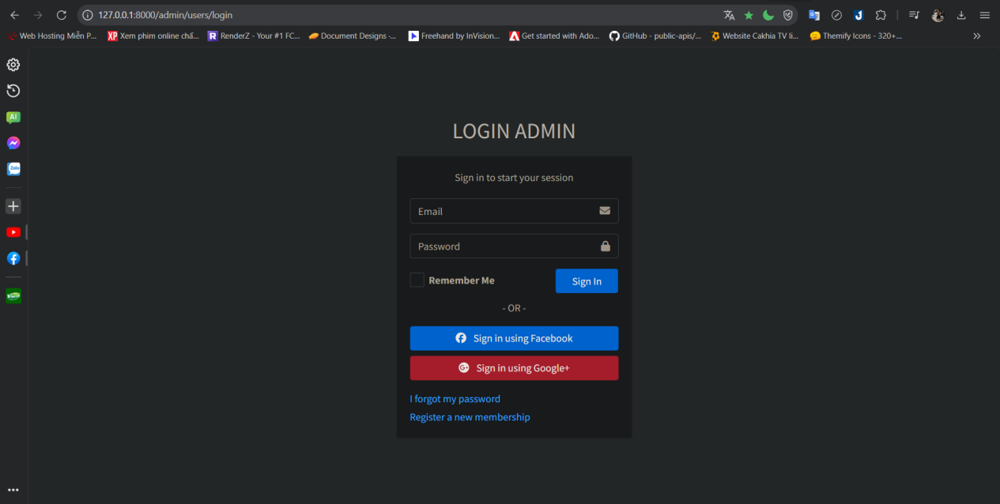 127.0.0.1:8000/admin/users/login
Web Hosting Miễn P... Xem phim online chấ... RenderZ - Your #1 FC... Document Designs -... Freehand by InVision... Get started with Ado... GitHub - public-apis/... Website Cakhia TV li... Themify Icons - 320+...
LOGIN ADMIN
Sign in to start your session
Email
Password
Remember Me
Sign In
- OR -
Sign in using Facebook
Sign in using Google+
I forgot my password
Register a new membership
AI
Zalo
XP
R
J
G+